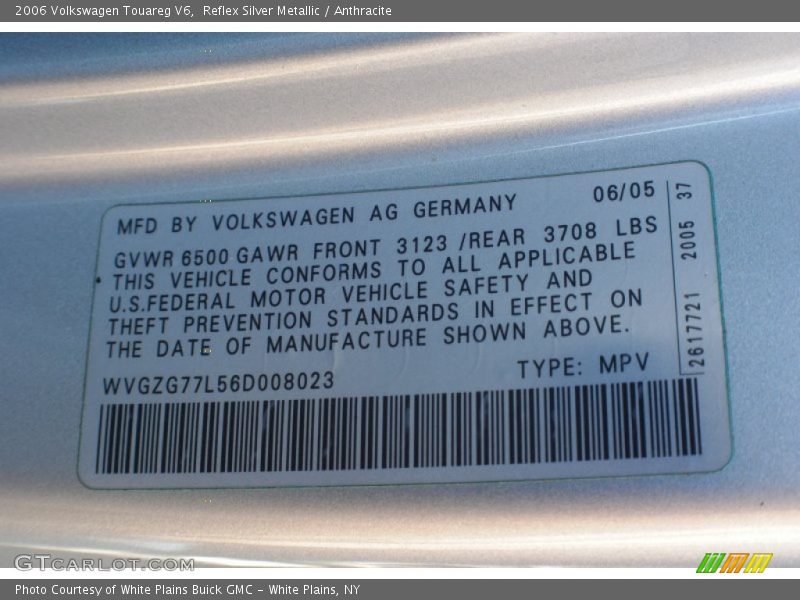 2006 Volkswagen Touareg V6, Reflex Silver Metallic / Anthracite
MFD BY VOLKSWAGEN AG GERMANY 06/05
GVWR 6500 GAWR FRONT 3123 /REAR 3708 LBS
THIS VEHICLE CONFORMS TO ALL APPLICABLE
U.S.FEDERAL MOTOR VEHICLE SAFETY AND
THEFT PREVENTION STANDARDS IN EFFECT ON
THE DATE OF MANUFACTURE SHOWN ABOVE.
WVGZG77L56D008023 TYPE: MPV
2617721 2005 37
GTCarLot.com
Photo Courtesy of White Plains Buick GMC - White Plains, NY